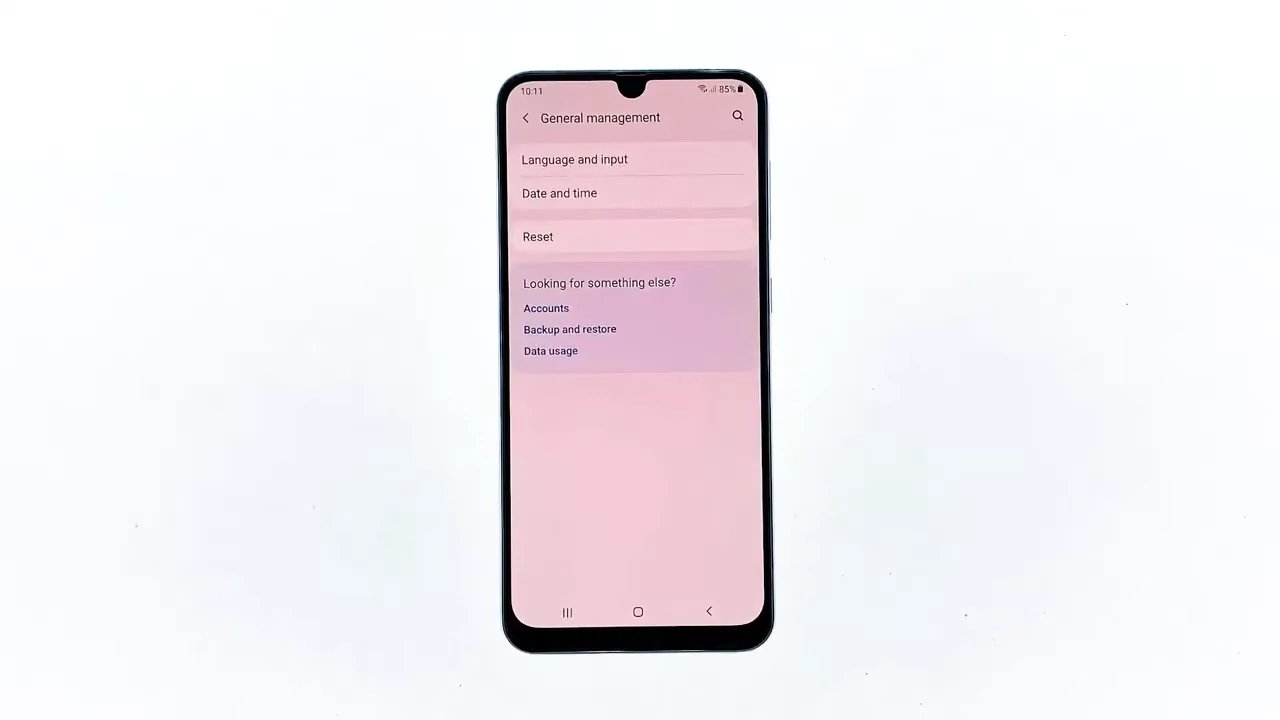 10:11
85%
General management
Language and input
Date and time
Reset
Looking for something else?
Accounts
Backup and restore
Data usage